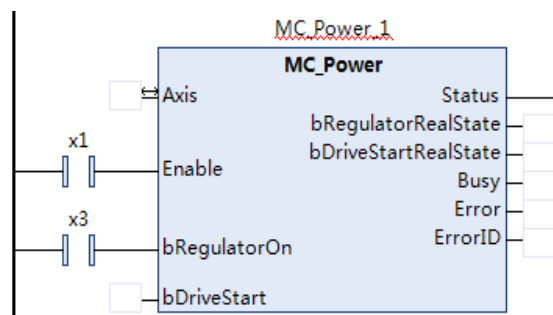 MC_Power_1
MC_Power
Axis
Status
bRegulatorRealState
bDriveStartRealState
x1
Enable
Busy
Error
x3
ErrorID
bRegulatorOn
bDriveStart